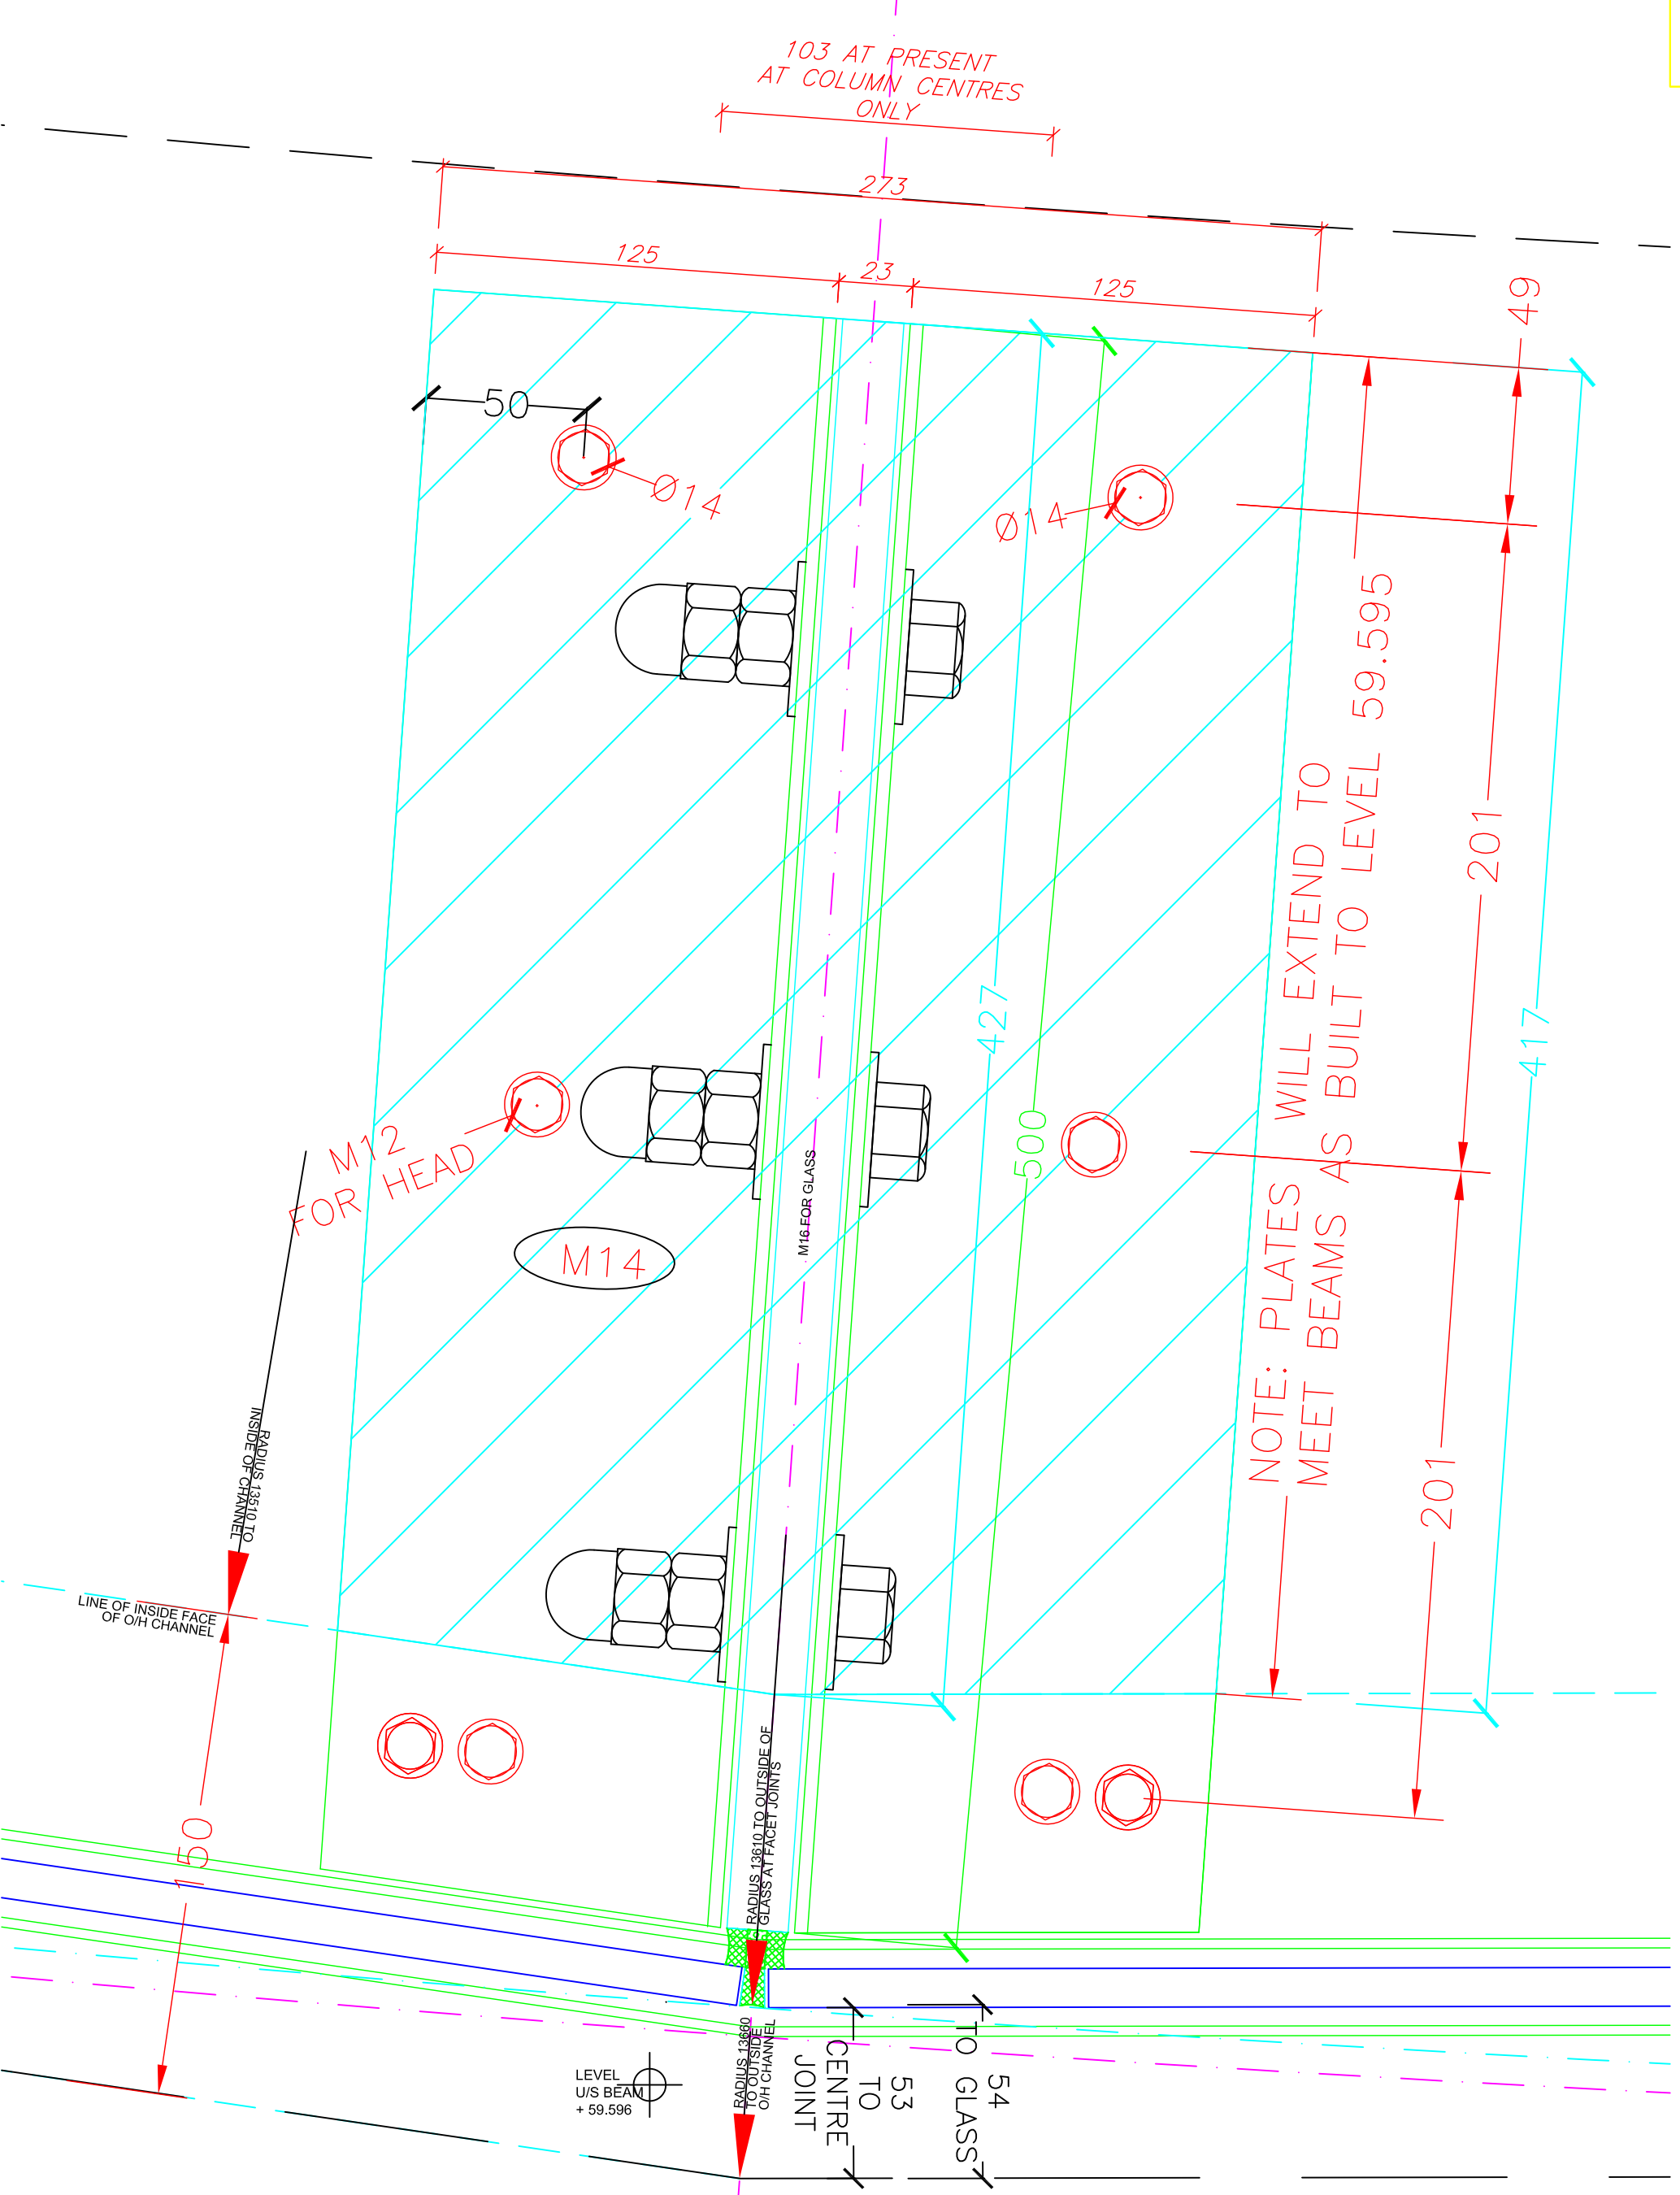 103 AT PRESENT
AT COLUMN CENTRES
ONLY
273
125
23
125
49
50
Ø14
Ø14
201
427
417
500
NOTE: PLATES WILL EXTEND TO
MEET BEAMS AS BUILT TO LEVEL 59.595
M12
FOR HEAD
M14
M16 FOR GLASS
201
RADIUS 13510 TO
INSIDE OF CHANNEL
LINE OF INSIDE FACE
OF O/H CHANNEL
150
RADIUS 13610 TO OUTSIDE OF
GLASS AT FACET JOINTS
RADIUS 13660
TO OUTSIDE
O/H CHANNEL
LEVEL
U/S BEAM
+ 59.596
53
TO
CENTRE
JOINT
54
TO GLASS